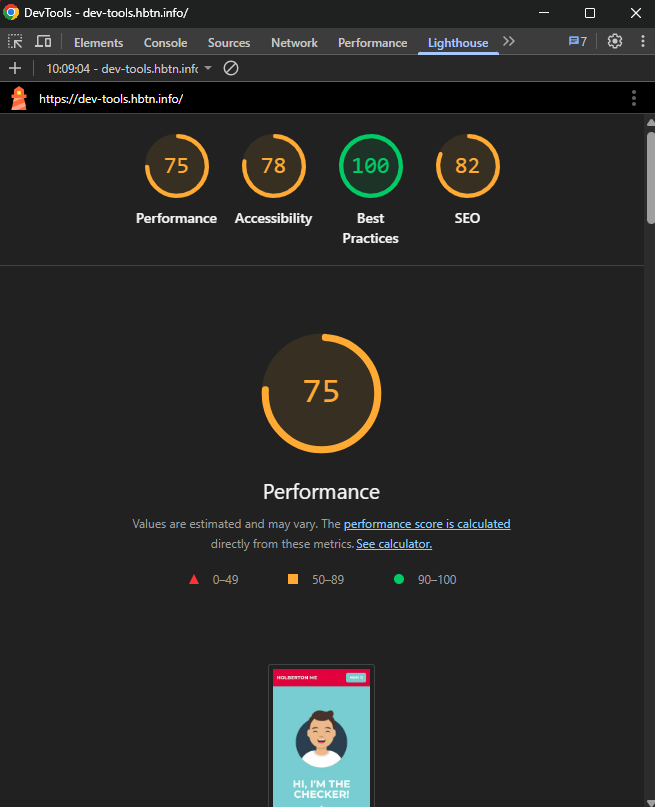 DevTools - dev-tools.hbtn.info/
Elements Console Sources Network Performance Lighthouse 7
10:09:04 - dev-tools.hbtn.info
https://dev-tools.hbtn.info/
75 78 100 82
Performance Accessibility Best Practices SEO
75
Performance
Values are estimated and may vary. The performance score is calculated
directly from these metrics. See calculator.
0–49 50–89 90–100
HOLBERTON ME
HI, I'M THE
CHECKER!